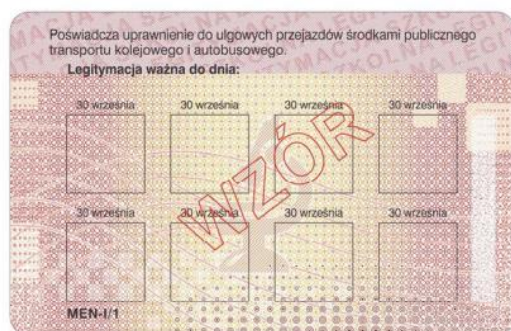 Poświadcza uprawnienie do ulgowych przejazdów środkami publicznego
transportu kolejowego i autobusowego.
Legitymacja ważna do dnia:
30 września 30 września 30 września 30 września
WZÓR
30 września 30 września 30 września 30 września
MEN-I/1